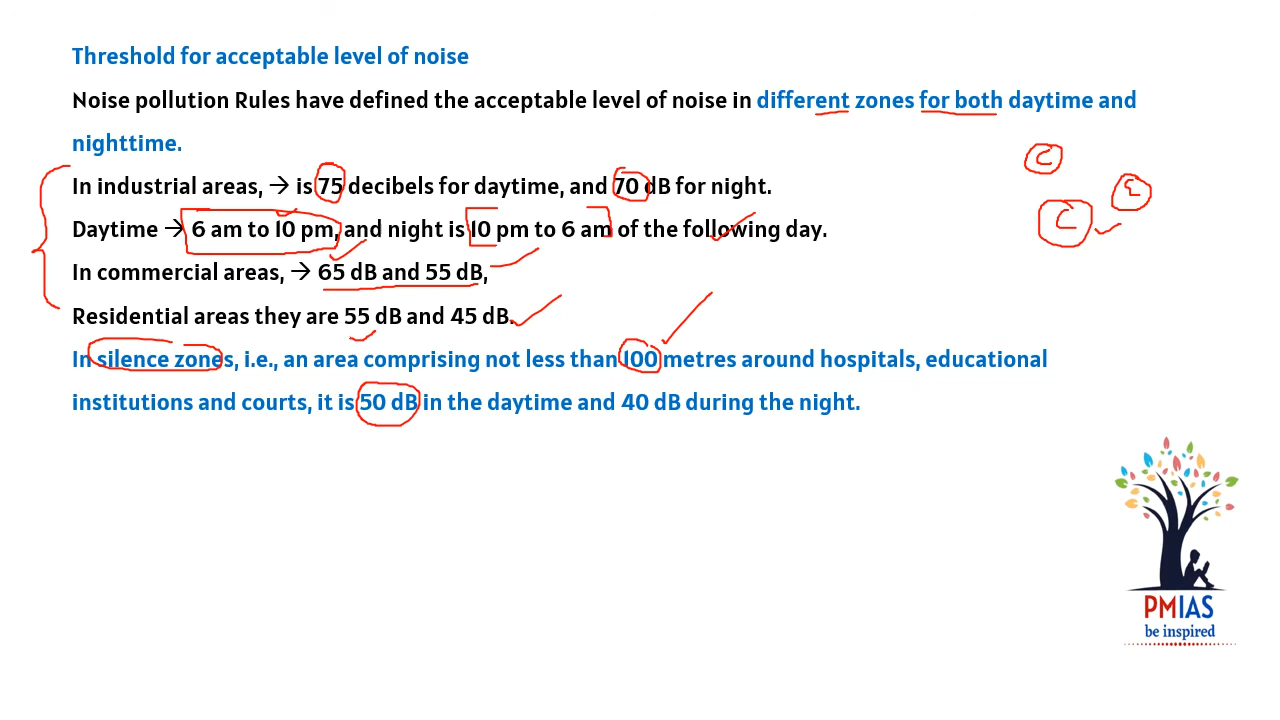 Threshold for acceptable level of noise
Noise pollution Rules have defined the acceptable level of noise in different zones for both daytime and
nighttime.
In industrial areas, → is 75 decibels for daytime, and 70 dB for night.
Daytime → 6 am to 10 pm, and night is 10 pm to 6 am of the following day.
In commercial areas, → 65 dB and 55 dB,
Residential areas they are 55 dB and 45 dB.
In silence zones, i.e., an area comprising not less than 100 metres around hospitals, educational
institutions and courts, it is 50 dB in the daytime and 40 dB during the night.
C
E
C
PMIAS
be inspired